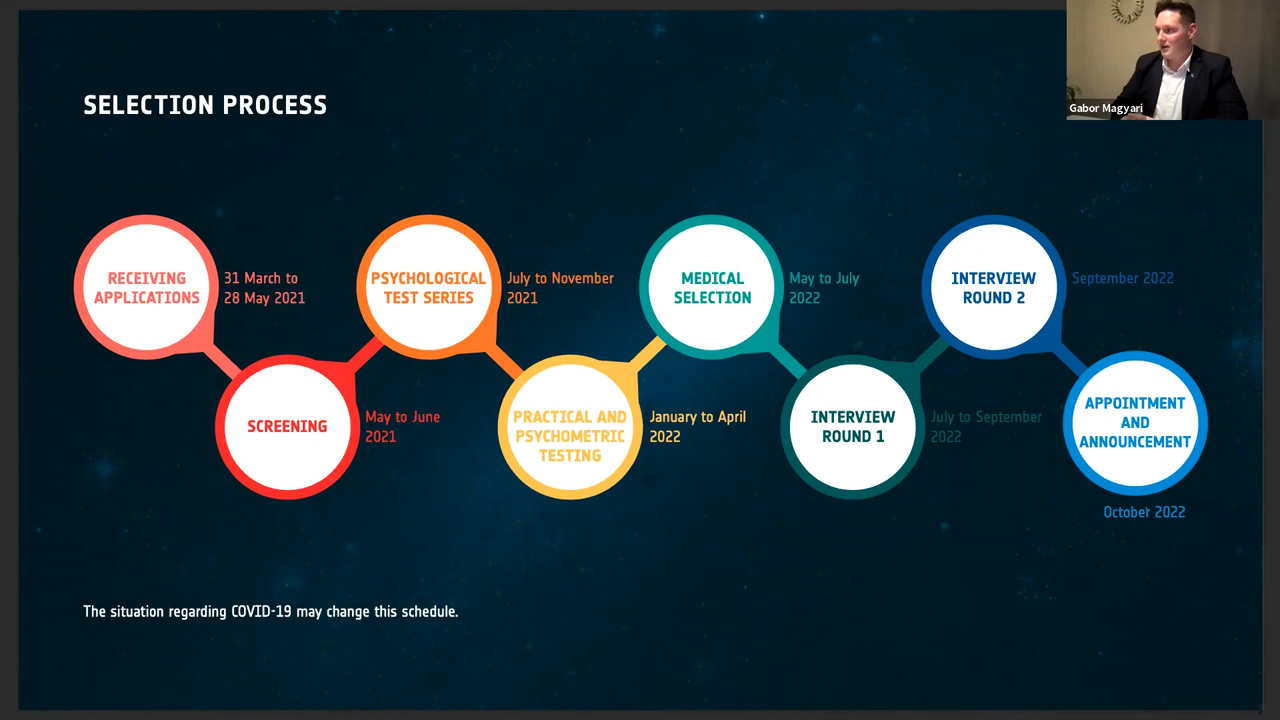 Gabor Magyari
SELECTION PROCESS
RECEIVING
APPLICATIONS
31 March to
28 May 2021
SCREENING
May to June
2021
PSYCHOLOGICAL
TEST SERIES
July to November
2021
PRACTICAL AND
PSYCHOMETRIC
TESTING
January to April
2022
MEDICAL
SELECTION
May to July
2022
INTERVIEW
ROUND 1
July to September
2022
INTERVIEW
ROUND 2
September 2022
APPOINTMENT
AND
ANNOUNCEMENT
October 2022
The situation regarding COVID-19 may change this schedule.